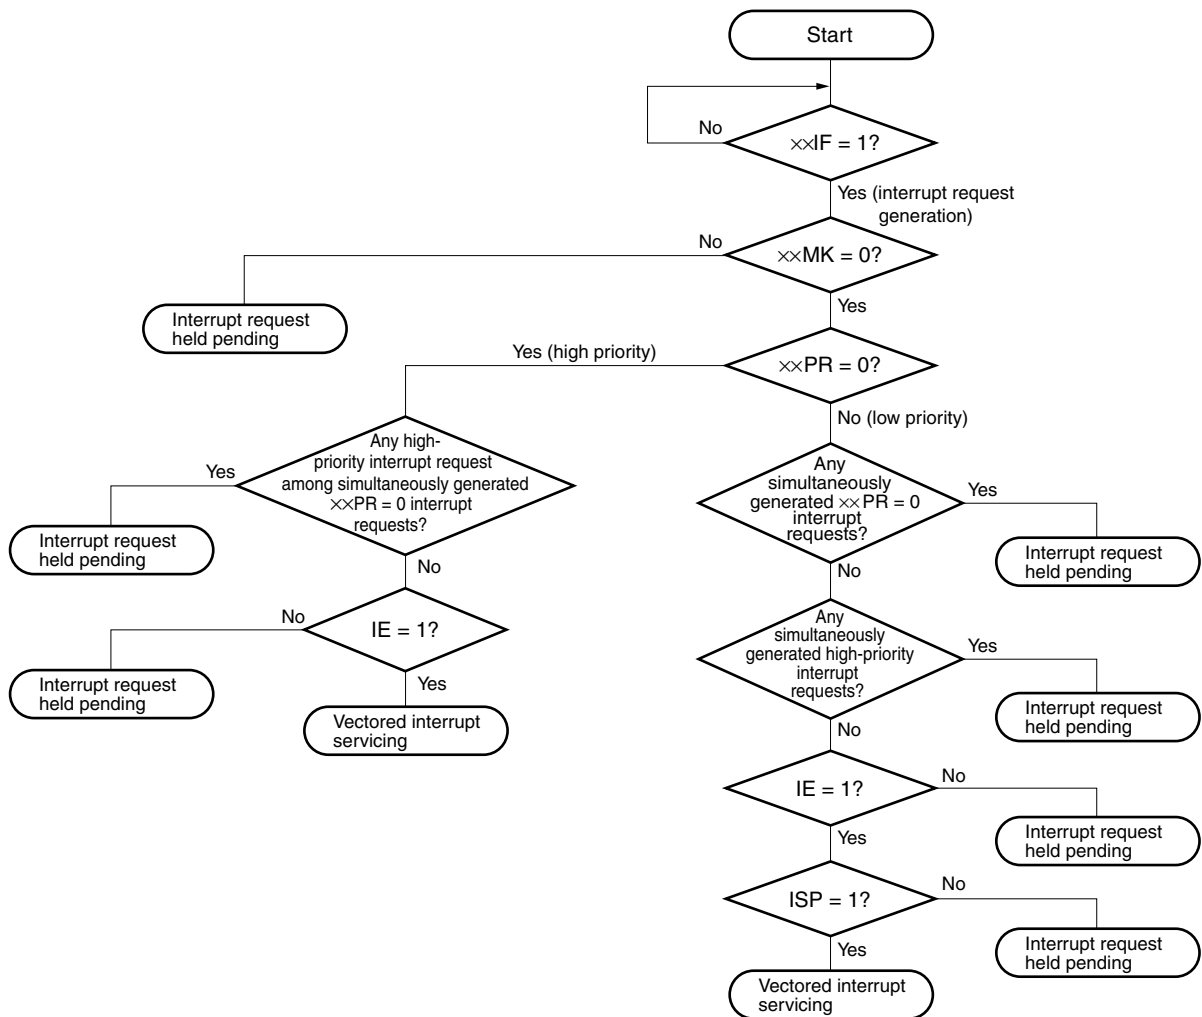 Start
No
××IF = 1?
Yes (interrupt request
generation)
No
××MK = 0?
Interrupt request
held pending
Yes
Yes (high priority)
××PR = 0?
No (low priority)
Any high-
priority interrupt request
among simultaneously generated
××PR = 0 interrupt
requests?
Yes
Interrupt request
held pending
No
Any
simultaneously
generated ××PR = 0
interrupt
requests?
Yes
Interrupt request
held pending
No
No
IE = 1?
Interrupt request
held pending
Yes
Vectored interrupt
servicing
Any
simultaneously
generated high-priority
interrupt
requests?
Yes
Interrupt request
held pending
No
IE = 1?
No
Interrupt request
held pending
Yes
ISP = 1?
No
Interrupt request
held pending
Yes
Vectored interrupt
servicing